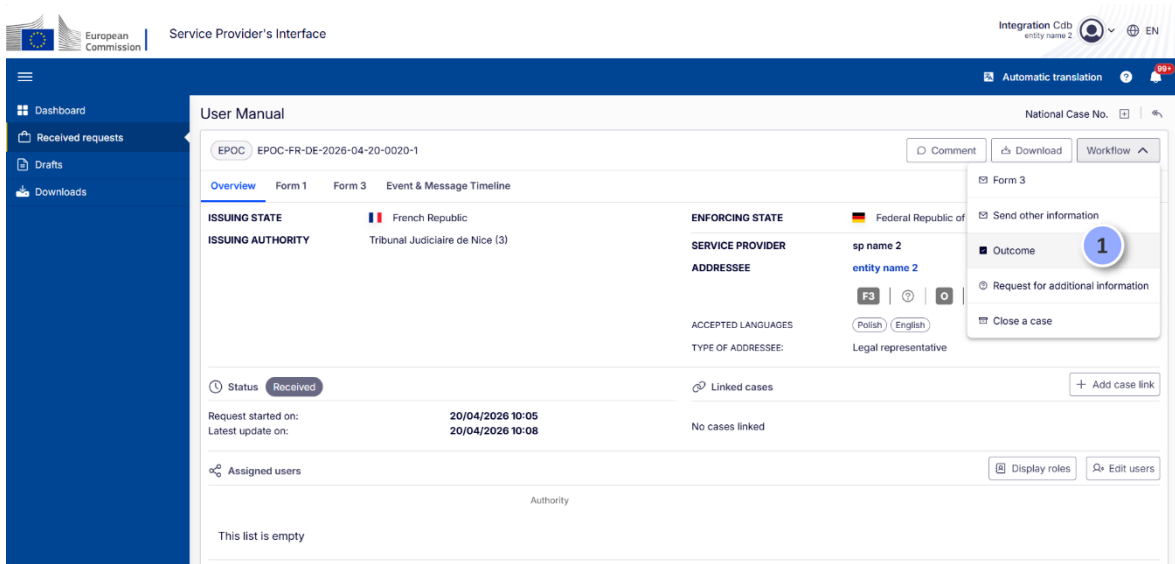 European
Commission
Service Provider's Interface
Integration Cdb
entity name 2
EN
Automatic translation
99+
Dashboard
Received requests
Drafts
Downloads
User Manual
National Case No.
EPOC EPOC-FR-DE-2026-04-20-0020-1
Comment
Download
Workflow
Overview Form 1 Form 3 Event & Message Timeline
Form 3
Send other information
Outcome
1
Request for additional information
Close a case
ISSUING STATE French Republic
ISSUING AUTHORITY Tribunal Judiciaire de Nice (3)
ENFORCING STATE Federal Republic of
SERVICE PROVIDER sp name 2
ADDRESSEE entity name 2
F3 O
ACCEPTED LANGUAGES Polish English
TYPE OF ADDRESSEE: Legal representative
Status Received
Linked cases
+ Add case link
Request started on: 20/04/2026 10:05
Latest update on: 20/04/2026 10:08
No cases linked
Assigned users
Display roles
Edit users
Authority
This list is empty